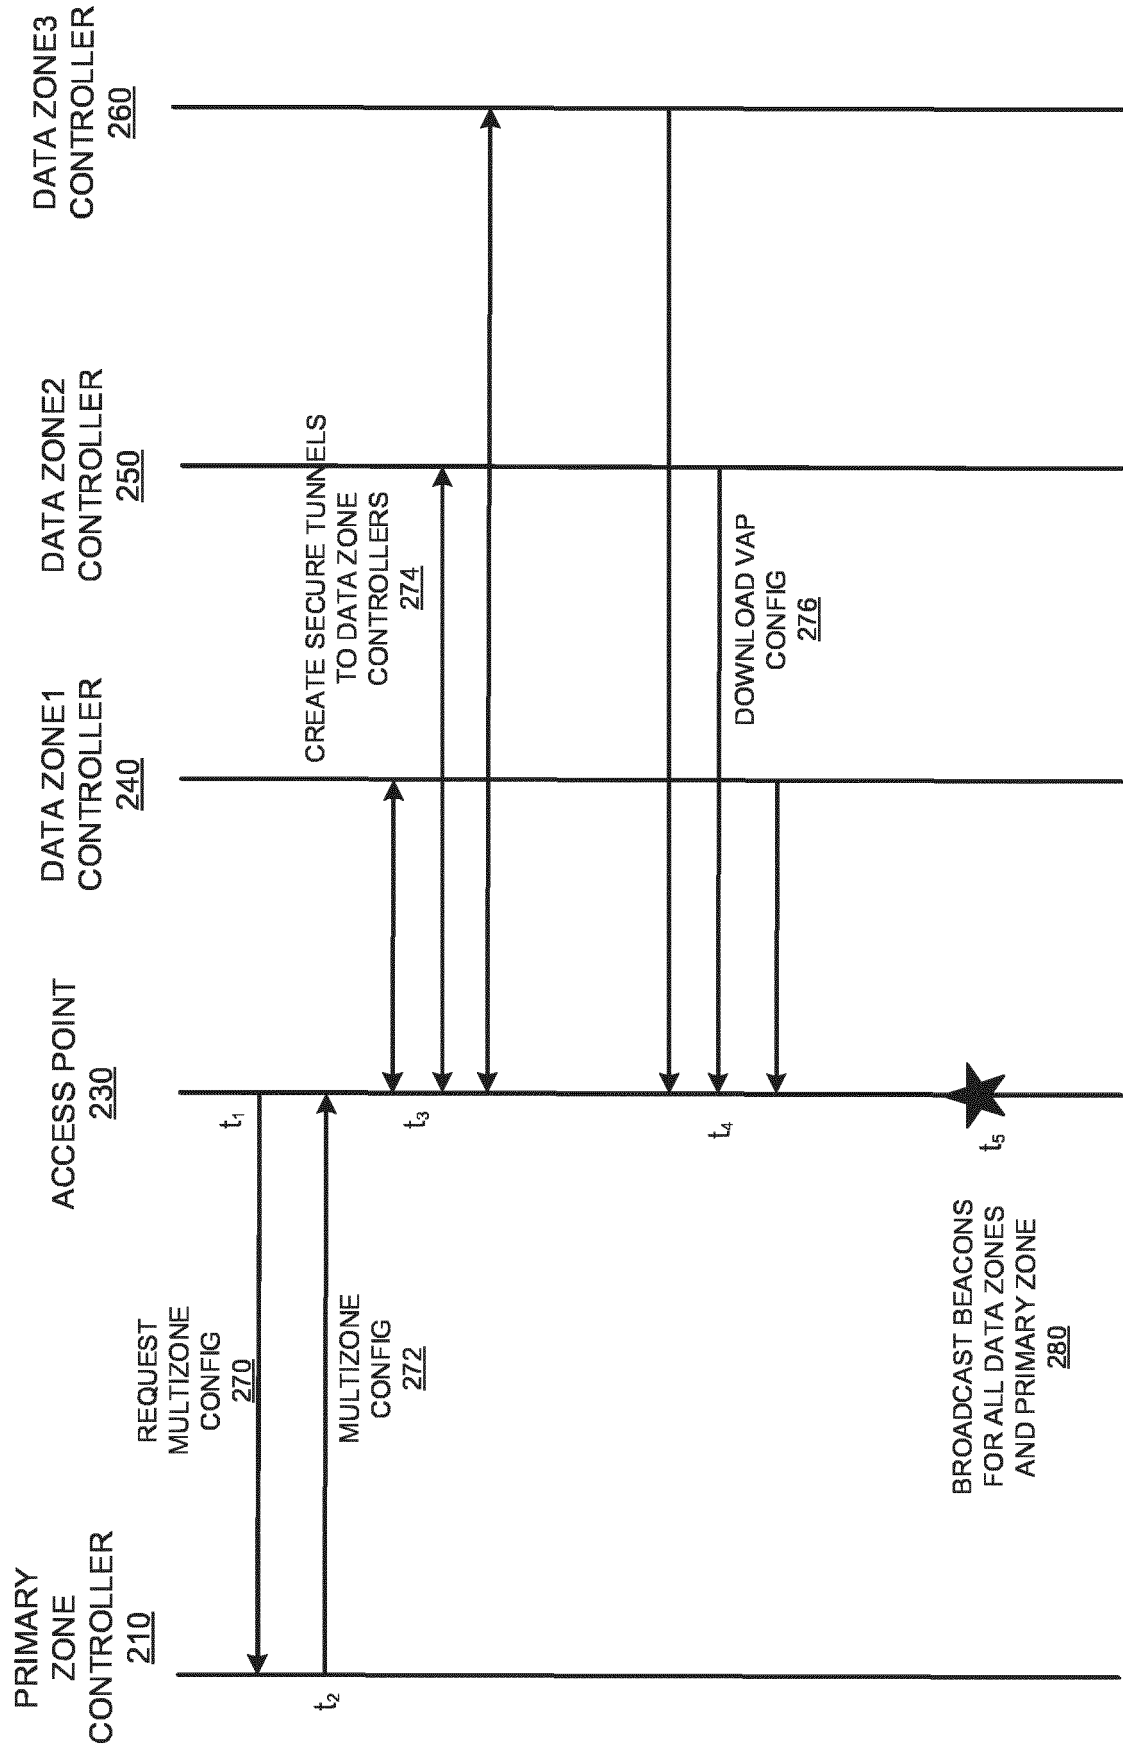 PRIMARY
ZONE
CONTROLLER
210
ACCESS POINT
230
DATA ZONE1
CONTROLLER
240
DATA ZONE2
CONTROLLER
250
DATA ZONE3
CONTROLLER
260
REQUEST
MULTIZONE
CONFIG
270
t1
t2
MULTIZONE
CONFIG
272
t3
CREATE SECURE TUNNELS
TO DATA ZONE
CONTROLLERS
274
t4
DOWNLOAD VAP
CONFIG
276
BROADCAST BEACONS
FOR ALL DATA ZONES
AND PRIMARY ZONE
280
t5